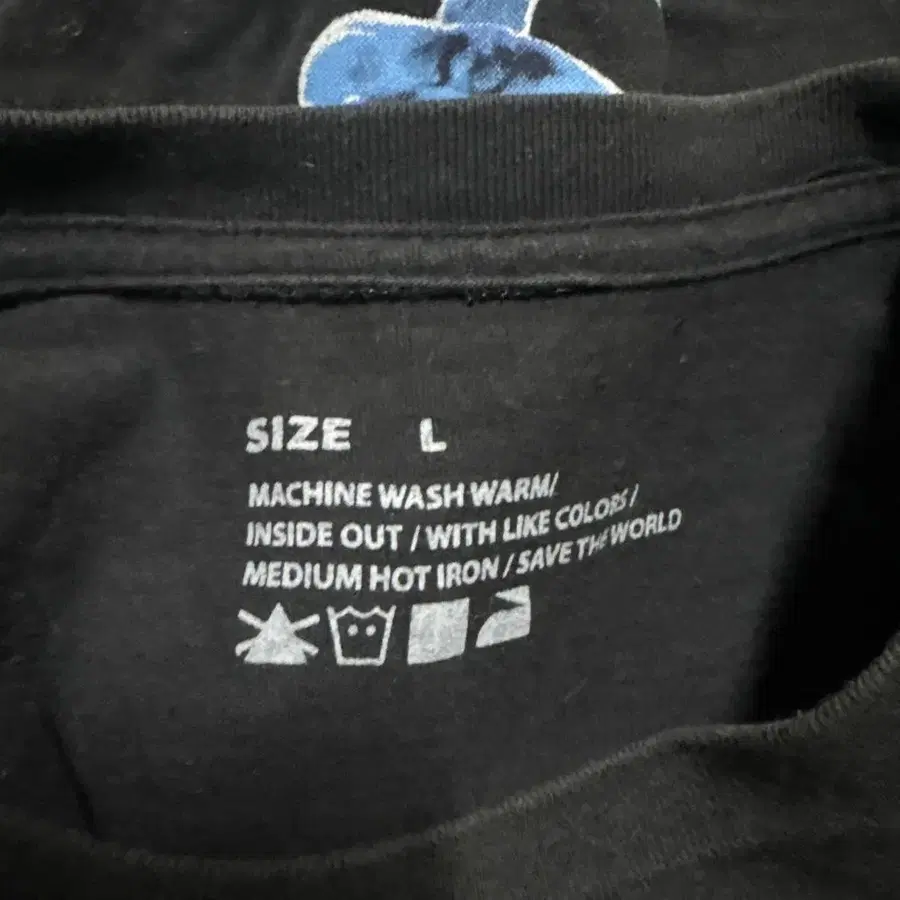 SIZE L
MACHINE WASH WARM/
INSIDE OUT / WITH LIKE COLORS /
MEDIUM HOT IRON / SAVE THE WORLD